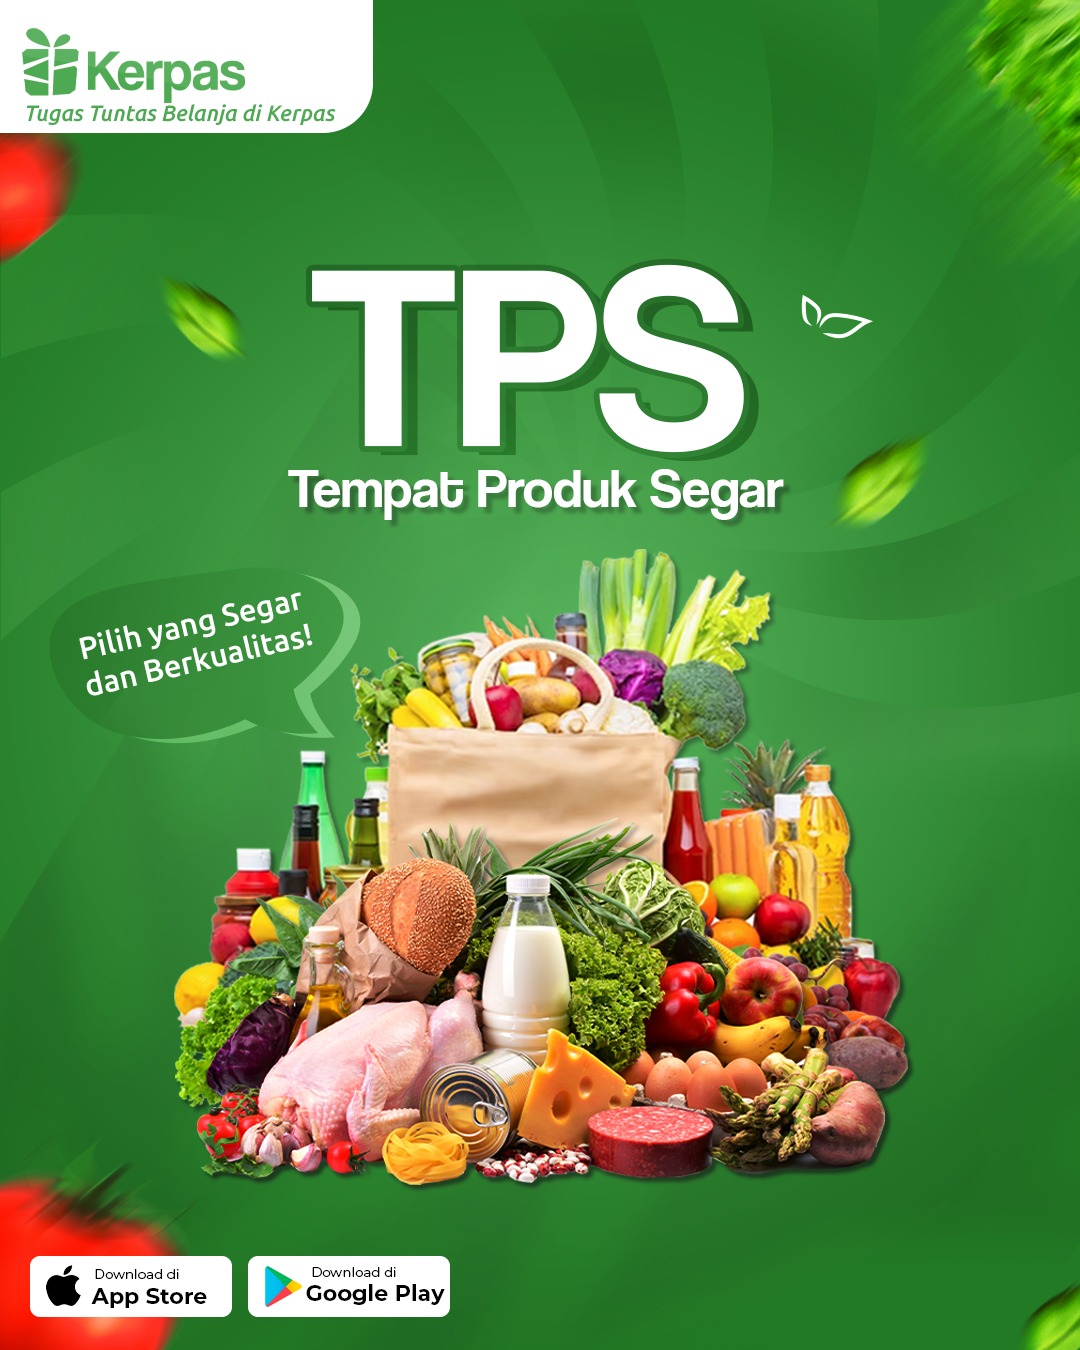 Kerpas
Tugas Tuntas Belanja di Kerpas
TPS
Tempat Produk Segar
Pilih yang Segar
dan Berkualitas!
Download di
App Store
Download di
Google Play